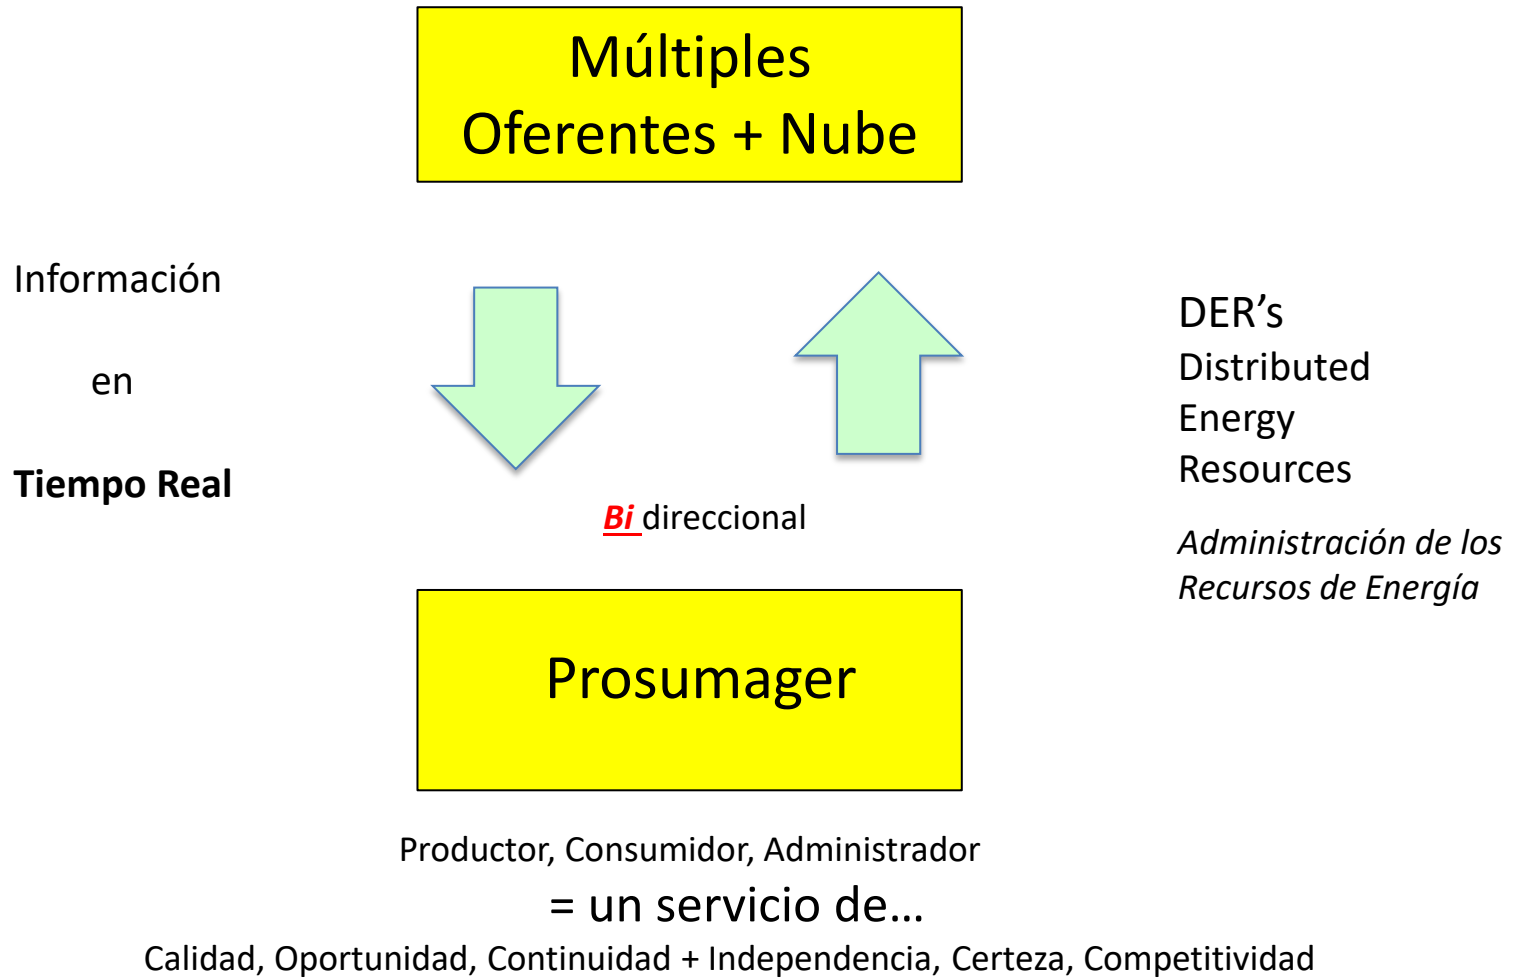 Múltiples
Oferentes + Nube
Información
en
Tiempo Real
Bi direccional
DER’s
Distributed
Energy
Resources
Administración de los
Recursos de Energía
Prosumager
Productor, Consumidor, Administrador
= un servicio de…
Calidad, Oportunidad, Continuidad + Independencia, Certeza, Competitividad